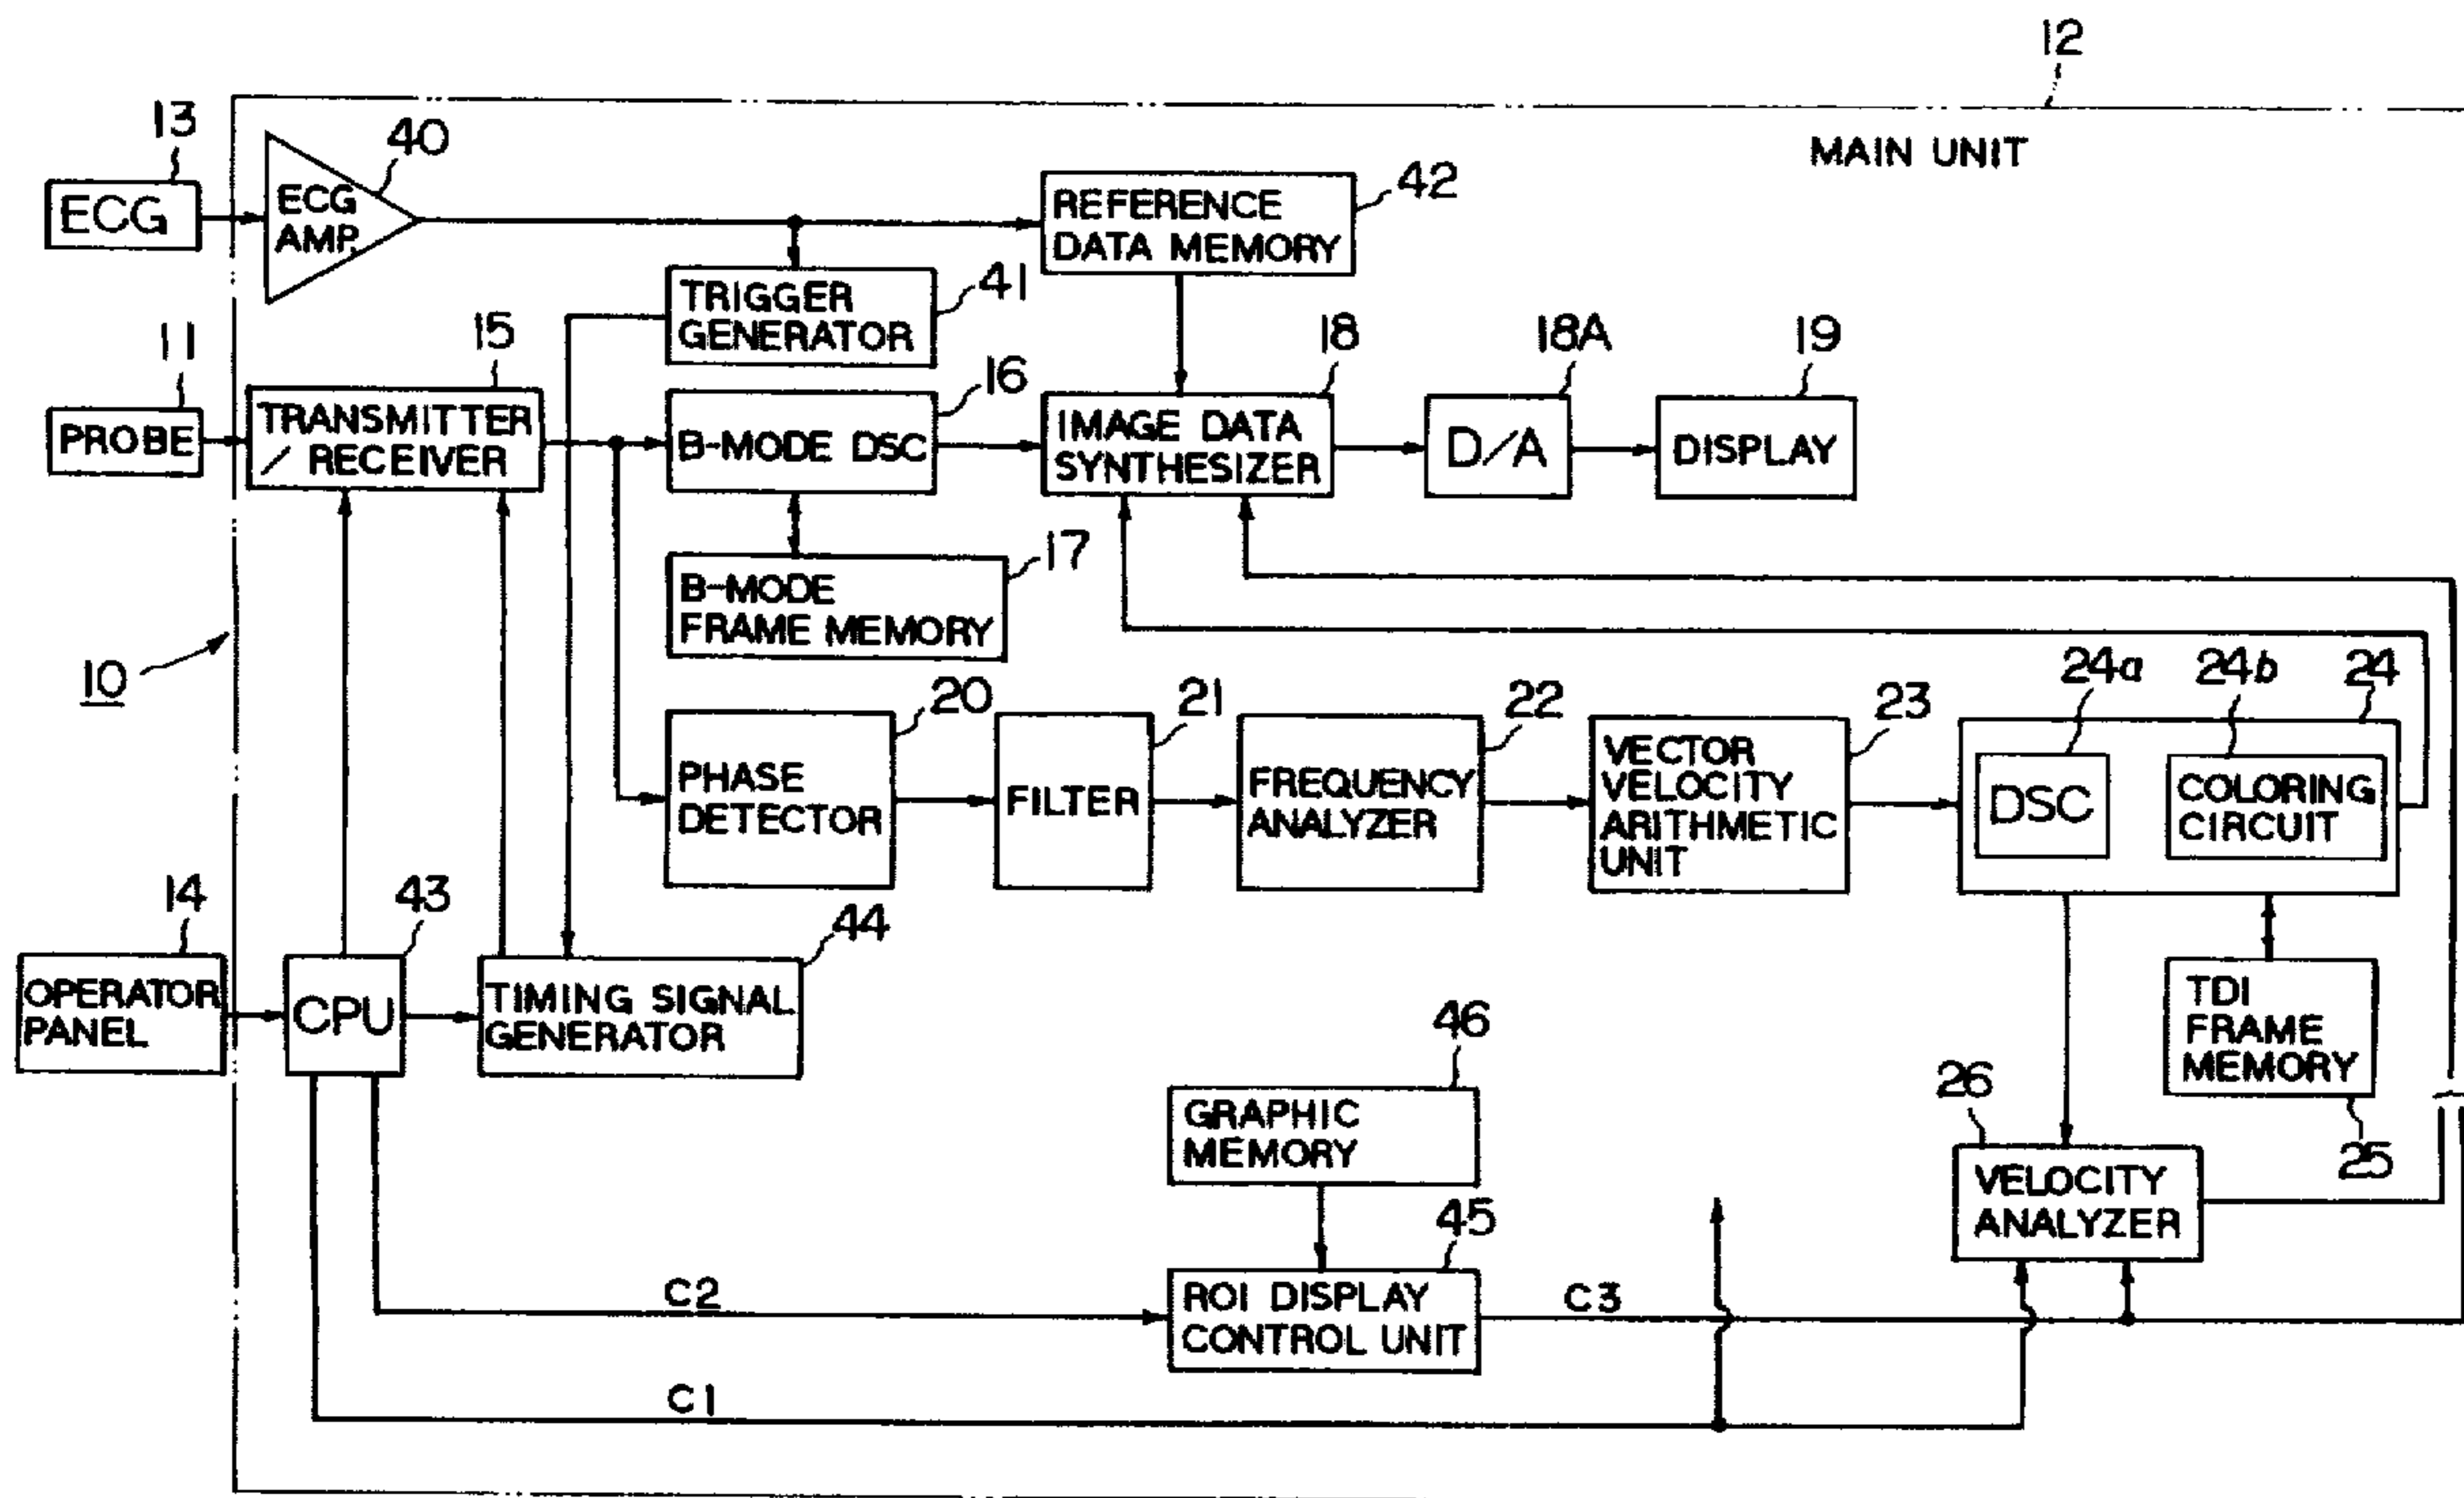 12
MAIN UNIT
13
ECG
40
ECG
AMP.
42
REFERENCE
DATA MEMORY
41
TRIGGER
GENERATOR
11
PROBE
15
TRANSMITTER
/ RECEIVER
16
B-MODE DSC
18
IMAGE DATA
SYNTHESIZER
18A
D/A
19
DISPLAY
17
B-MODE
FRAME MEMORY
10
20
PHASE
DETECTOR
21
FILTER
22
FREQUENCY
ANALYZER
23
VECTOR
VELOCITY
ARITHMETIC
UNIT
24a
DSC
24b
COLORING
CIRCUIT
24
14
OPERATOR
PANEL
43
CPU
44
TIMING SIGNAL
GENERATOR
TDI
FRAME
MEMORY
25
46
GRAPHIC
MEMORY
26
VELOCITY
ANALYZER
45
ROI DISPLAY
CONTROL UNIT
C2
C3
C1